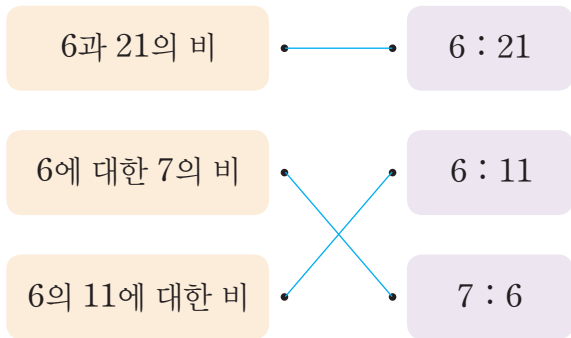 6과 21의 비
6 : 21
6에 대한 7의 비
6 : 11
6의 11에 대한 비
7 : 6